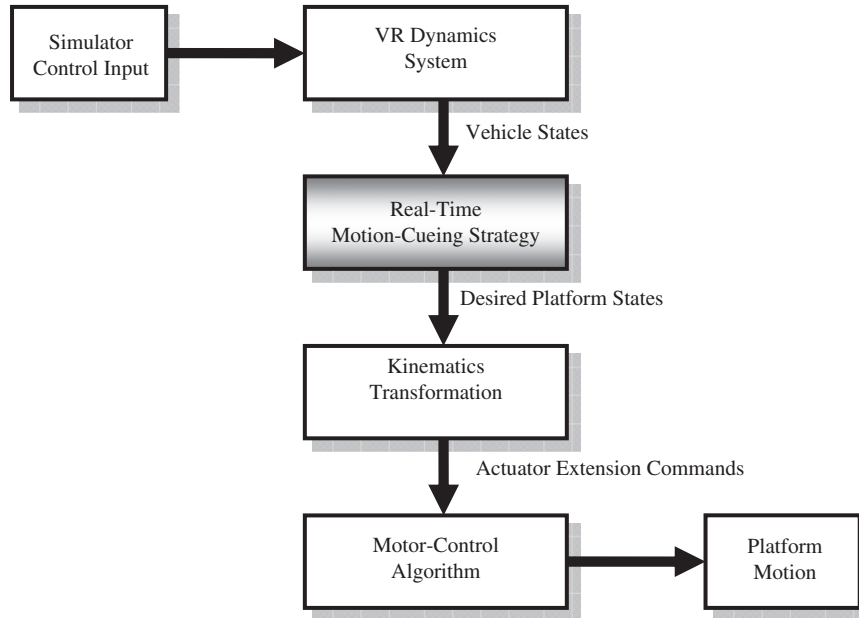 Simulator
Control Input
VR Dynamics
System
Vehicle States
Real-Time
Motion-Cueing Strategy
Desired Platform States
Kinematics
Transformation
Actuator Extension Commands
Motor-Control
Algorithm
Platform
Motion